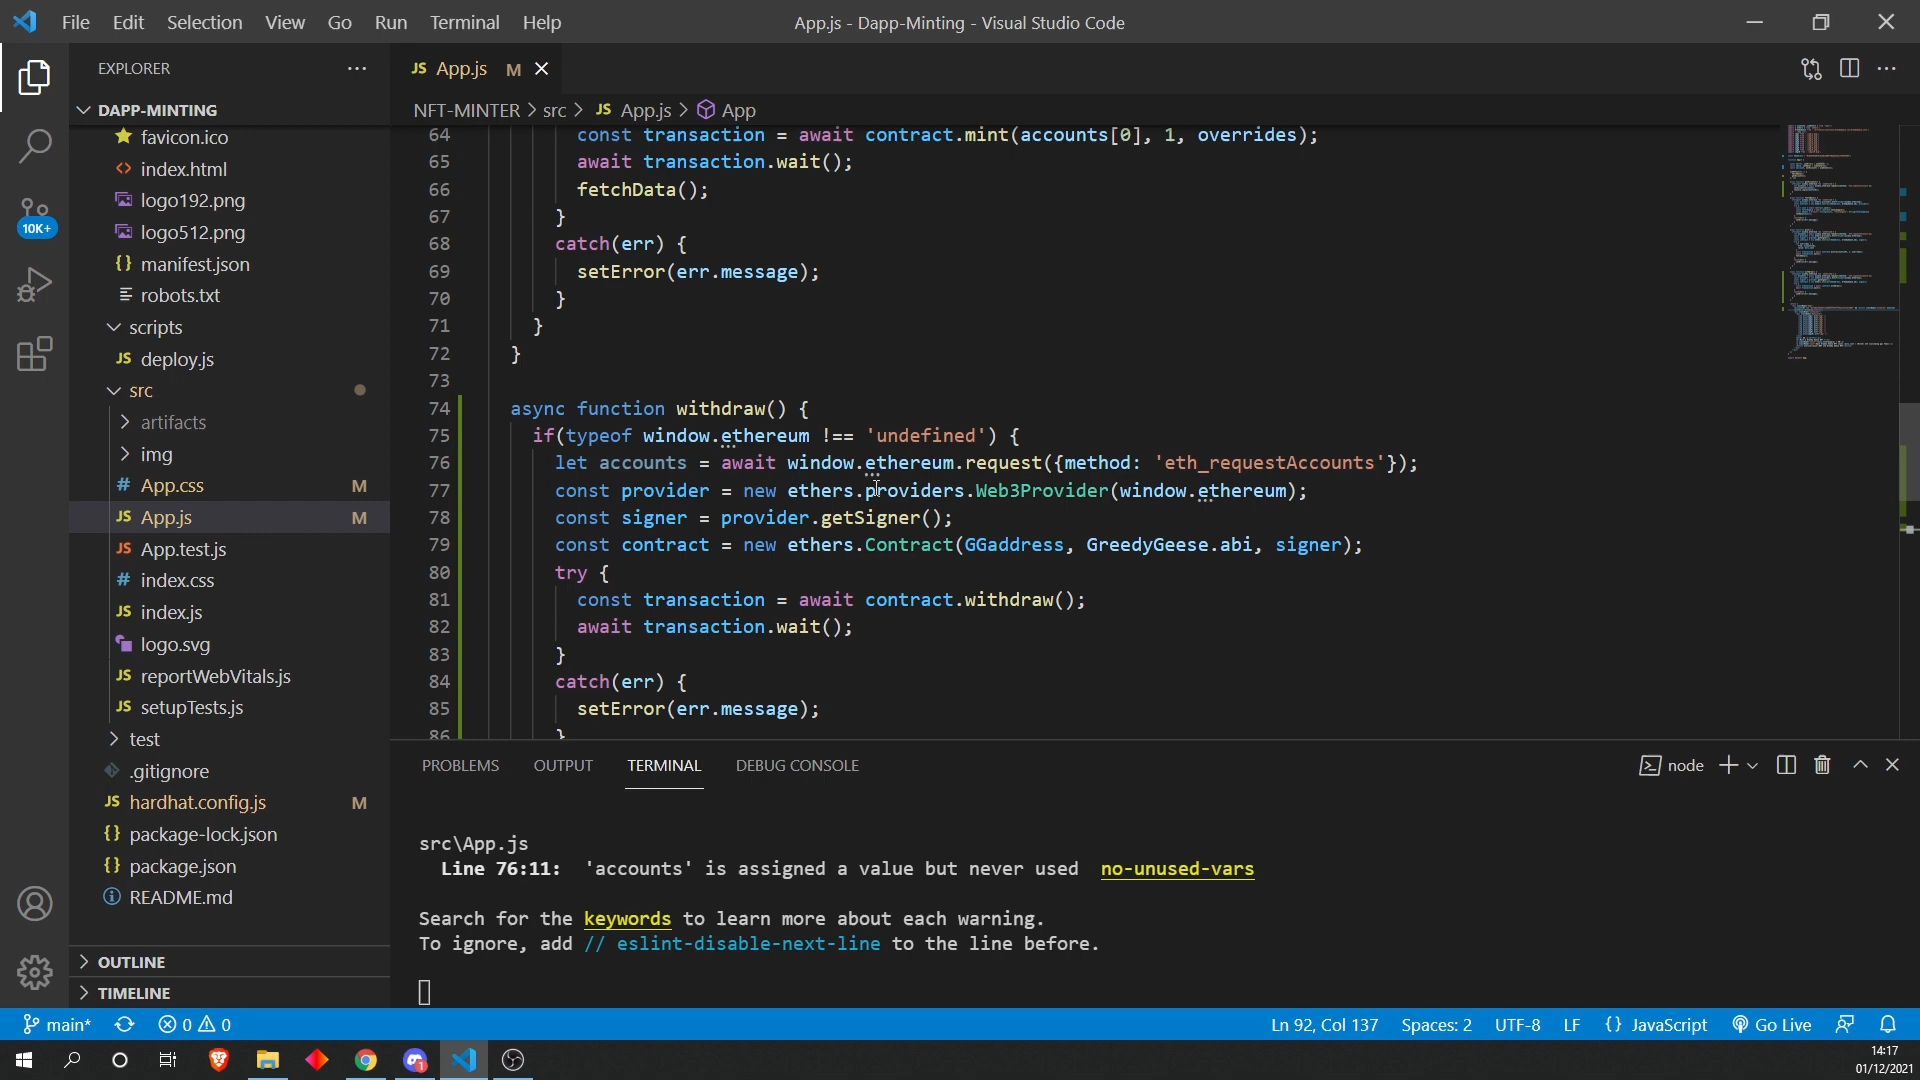 File Edit Selection View Go Run Terminal Help
App.js - Dapp-Minting - Visual Studio Code
EXPLORER
DAPP-MINTING
favicon.ico
<> index.html
logo192.png
logo512.png
{} manifest.json
robots.txt
scripts
JS deploy.js
src
artifacts
img
# App.css M
JS App.js M
JS App.test.js
# index.css
JS index.js
logo.svg
JS reportWebVitals.js
JS setupTests.js
test
.gitignore
JS hardhat.config.js M
{} package-lock.json
{} package.json
README.md
OUTLINE
TIMELINE
10K+
JS App.js M
NFT-MINTER > src > JS App.js > App
64 const transaction = await contract.mint(accounts[0], 1, overrides);
65 await transaction.wait();
66 fetchData();
67 }
68 catch(err) {
69 setError(err.message);
70 }
71 }
72 }
73
74 async function withdraw() {
75 if(typeof window.ethereum !== 'undefined') {
76 let accounts = await window.ethereum.request({method: 'eth_requestAccounts'});
77 const provider = new ethers.providers.Web3Provider(window.ethereum);
78 const signer = provider.getSigner();
79 const contract = new ethers.Contract(GGaddress, GreedyGeese.abi, signer);
80 try {
81 const transaction = await contract.withdraw();
82 await transaction.wait();
83 }
84 catch(err) {
85 setError(err.message);
86 }
PROBLEMS OUTPUT TERMINAL DEBUG CONSOLE
node
src\App.js
Line 76:11: 'accounts' is assigned a value but never used no-unused-vars
Search for the keywords to learn more about each warning.
To ignore, add // eslint-disable-next-line to the line before.
main* 0 0
Ln 92, Col 137 Spaces: 2 UTF-8 LF {} JavaScript Go Live
1
14:17
01/12/2021